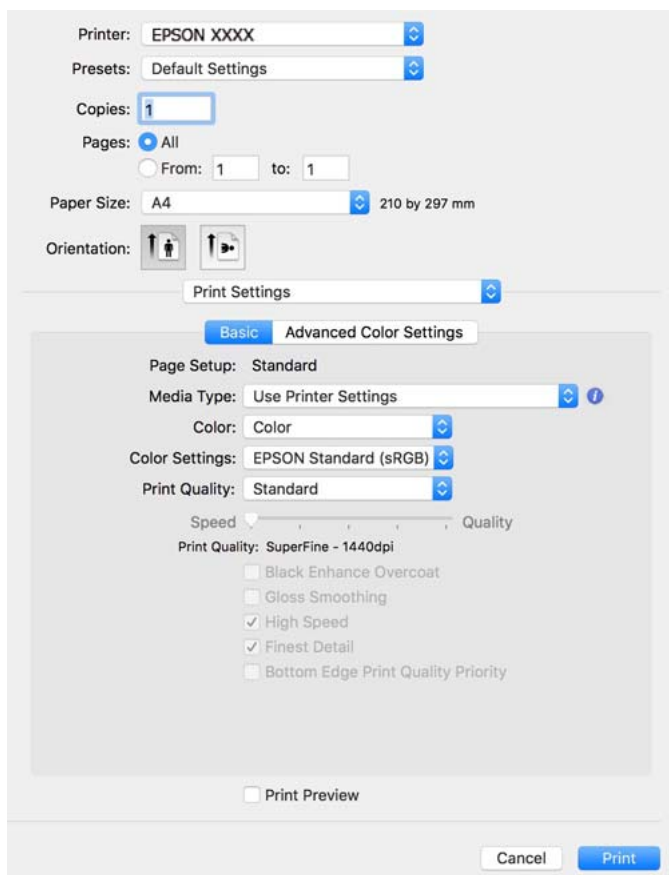 Printer: EPSON XXXX
Presets: Default Settings
Copies: 1
Pages: All
From: 1 to: 1
Paper Size: A4 210 by 297 mm
Orientation:
Print Settings
Basic Advanced Color Settings
Page Setup: Standard
Media Type: Use Printer Settings
Color: Color
Color Settings: EPSON Standard (sRGB)
Print Quality: Standard
Speed Quality
Print Quality: SuperFine - 1440dpi
Black Enhance Overcoat
Gloss Smoothing
High Speed
Finest Detail
Bottom Edge Print Quality Priority
Print Preview
Cancel Print